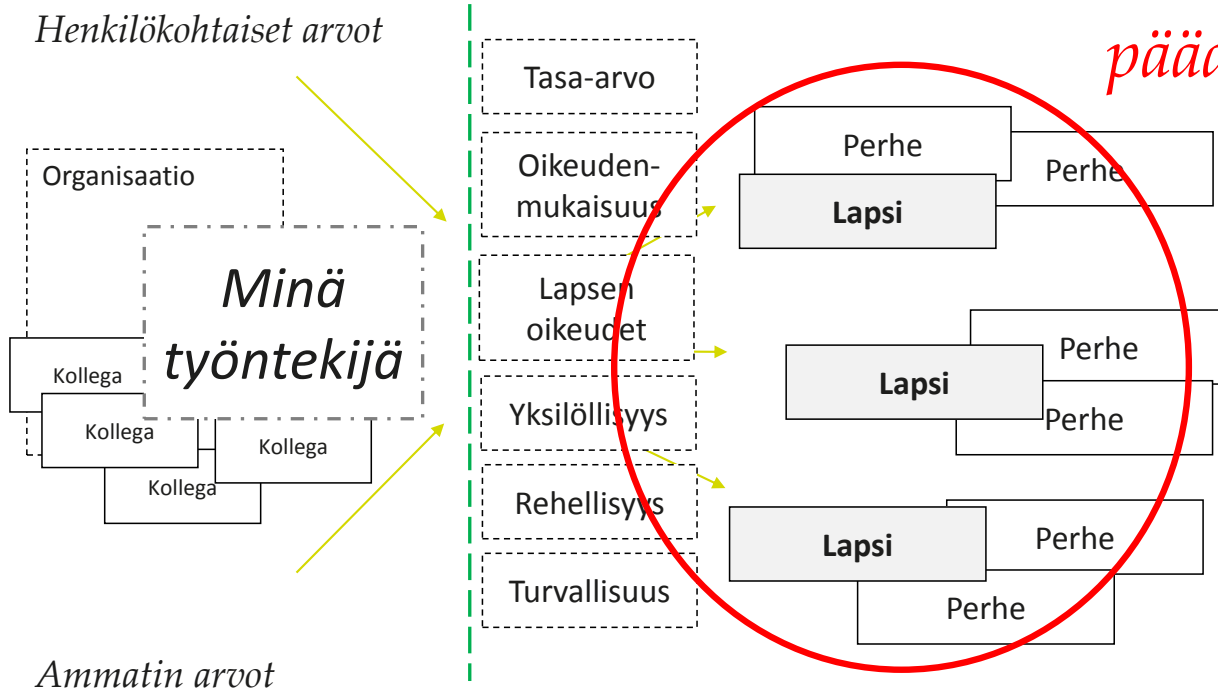 Henkilökohtaiset arvot
Organisaatio
Minä
työntekijä
Kollega
Kollega
Kollega
Kollega
Ammatin arvot
Tasa-arvo
Oikeuden-
mukaisuus
Lapsen
oikeudet
Yksilöllisyys
Rehellisyys
Turvallisuus
Perhe
Perhe
Lapsi
Perhe
Lapsi
Perhe
Lapsi
Perhe
Perhe